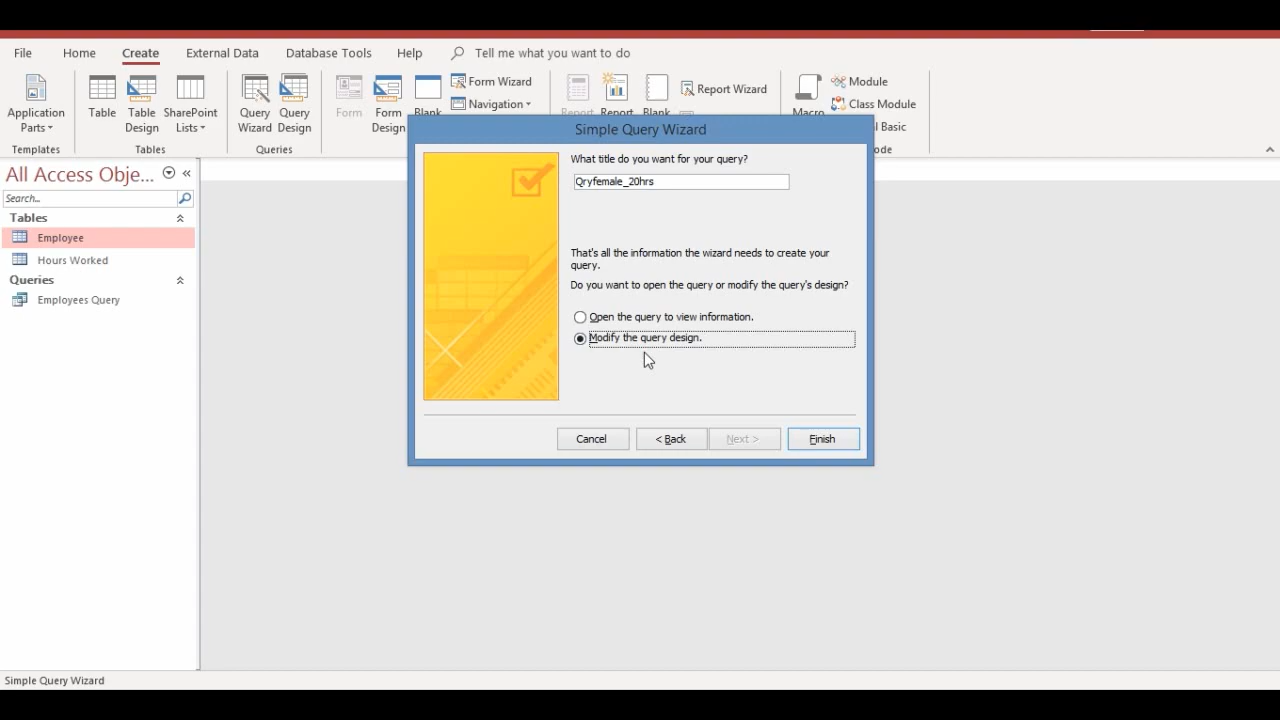 File Home Create External Data Database Tools Help Tell me what you want to do
Application Parts
Templates
Table
Table Design
SharePoint Lists
Tables
Query Wizard
Query Design
Queries
Form
Form Design
Blank
Form Wizard
Navigation
Report
Report
Blank
Report Wizard
Macro
Module
Class Module
l Basic
ode
Simple Query Wizard
All Access Obje...
Search...
Tables
Employee
Hours Worked
Queries
Employees Query
What title do you want for your query?
Qryfemale_20hrs
That's all the information the wizard needs to create your
query.
Do you want to open the query or modify the query's design?
Open the query to view information.
Modify the query design.
Cancel < Back Next > Finish
Simple Query Wizard